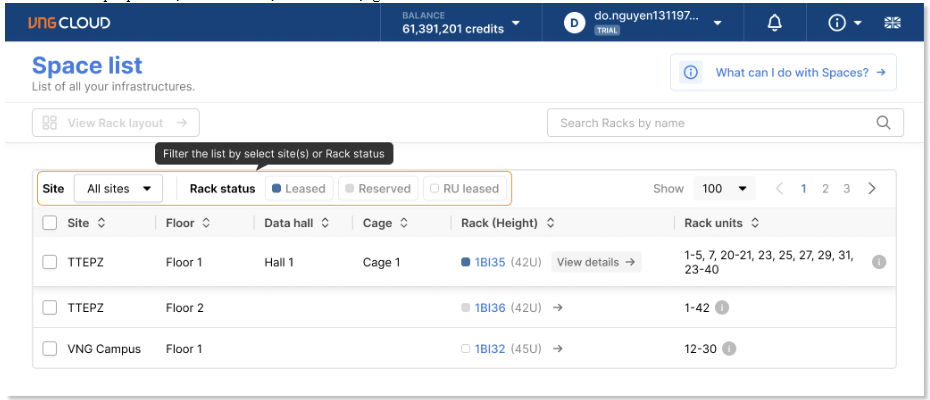 VNG CLOUD
BALANCE
61,391,201 credits
D
do.nguyen131197...
TRIAL
Space list
List of all your infrastructures.
What can I do with Spaces? →
View Rack layout →
Search Racks by name
Filter the list by select site(s) or Rack status
Site All sites Rack status Leased Reserved RU leased Show 100 < 1 2 3 >
Site Floor Data hall Cage Rack (Height) Rack units
TTEPZ Floor 1 Hall 1 Cage 1 1BI35 (42U) View details → 1-5, 7, 20-21, 23, 25, 27, 29, 31,
23-40
TTEPZ Floor 2 1BI36 (42U) → 1-42
VNG Campus Floor 1 1BI32 (45U) → 12-30